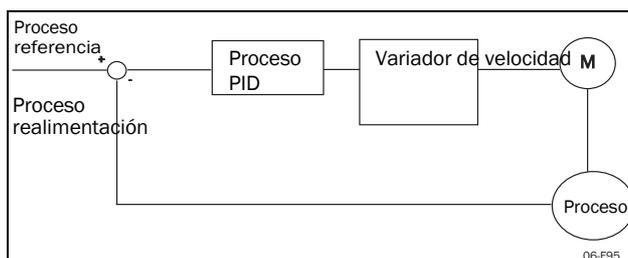 Proceso
referencia
+
-
Proceso
PID
Variador de velocidad
M
Proceso
realimentación
Proceso
06-F95